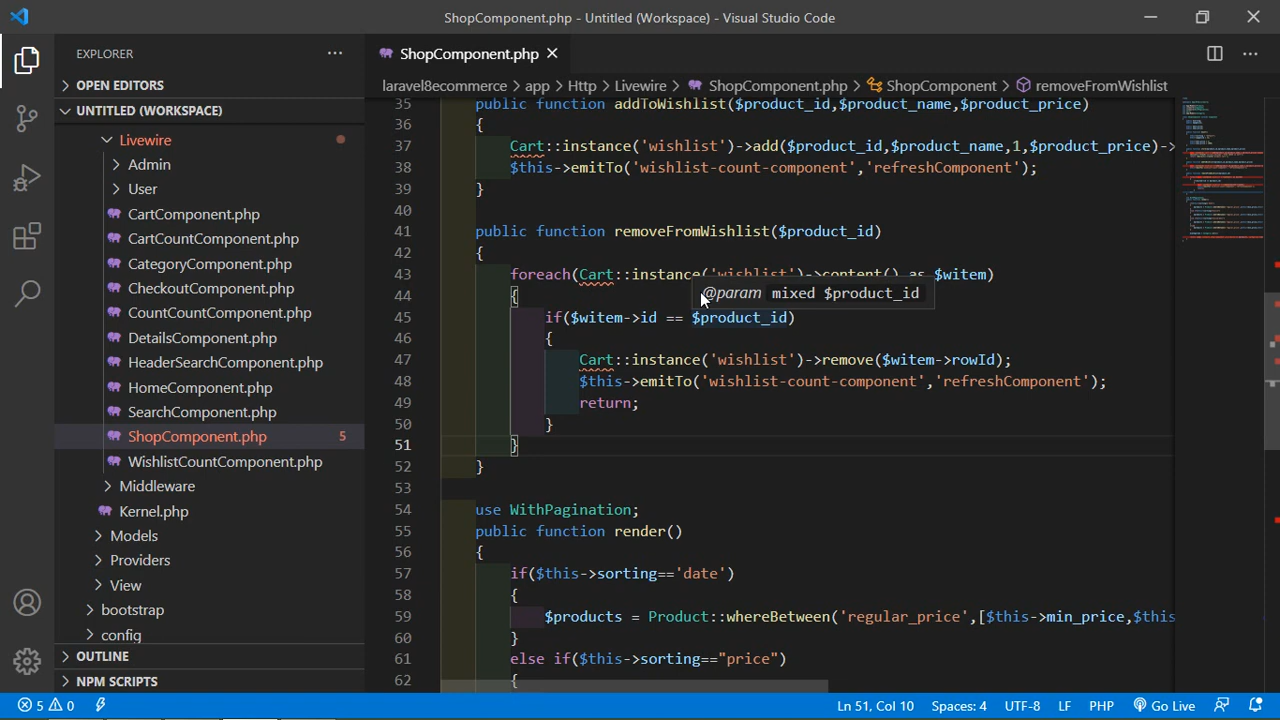 ShopComponent.php - Untitled (Workspace) - Visual Studio Code
EXPLORER
OPEN EDITORS
UNTITLED (WORKSPACE)
Livewire
Admin
User
CartComponent.php
CartCountComponent.php
CategoryComponent.php
CheckoutComponent.php
CountCountComponent.php
DetailsComponent.php
HeaderSearchComponent.php
HomeComponent.php
SearchComponent.php
ShopComponent.php 5
WishlistCountComponent.php
Middleware
Kernel.php
Models
Providers
View
bootstrap
config
OUTLINE
NPM SCRIPTS
ShopComponent.php
laravel8ecommerce > app > Http > Livewire > ShopComponent.php > ShopComponent > removeFromWishlist
35 public function addToWishlist($product_id,$product_name,$product_price)
36 {
37 Cart::instance('wishlist')->add($product_id,$product_name,1,$product_price)->
38 $this->emitTo('wishlist-count-component','refreshComponent');
39 }
40
41 public function removeFromWishlist($product_id)
42 {
43 foreach(Cart::instance('wishlist')->content() as $witem)
44 {
@param mixed $product_id
45 if($witem->id == $product_id)
46 {
47 Cart::instance('wishlist')->remove($witem->rowId);
48 $this->emitTo('wishlist-count-component','refreshComponent');
49 return;
50 }
51 }
52 }
53
54 use WithPagination;
55 public function render()
56 {
57 if($this->sorting=='date')
58 {
59 $products = Product::whereBetween('regular_price',[$this->min_price,$this
60 }
61 else if($this->sorting=="price")
62 {
5 0 Ln 51, Col 10 Spaces: 4 UTF-8 LF PHP Go Live